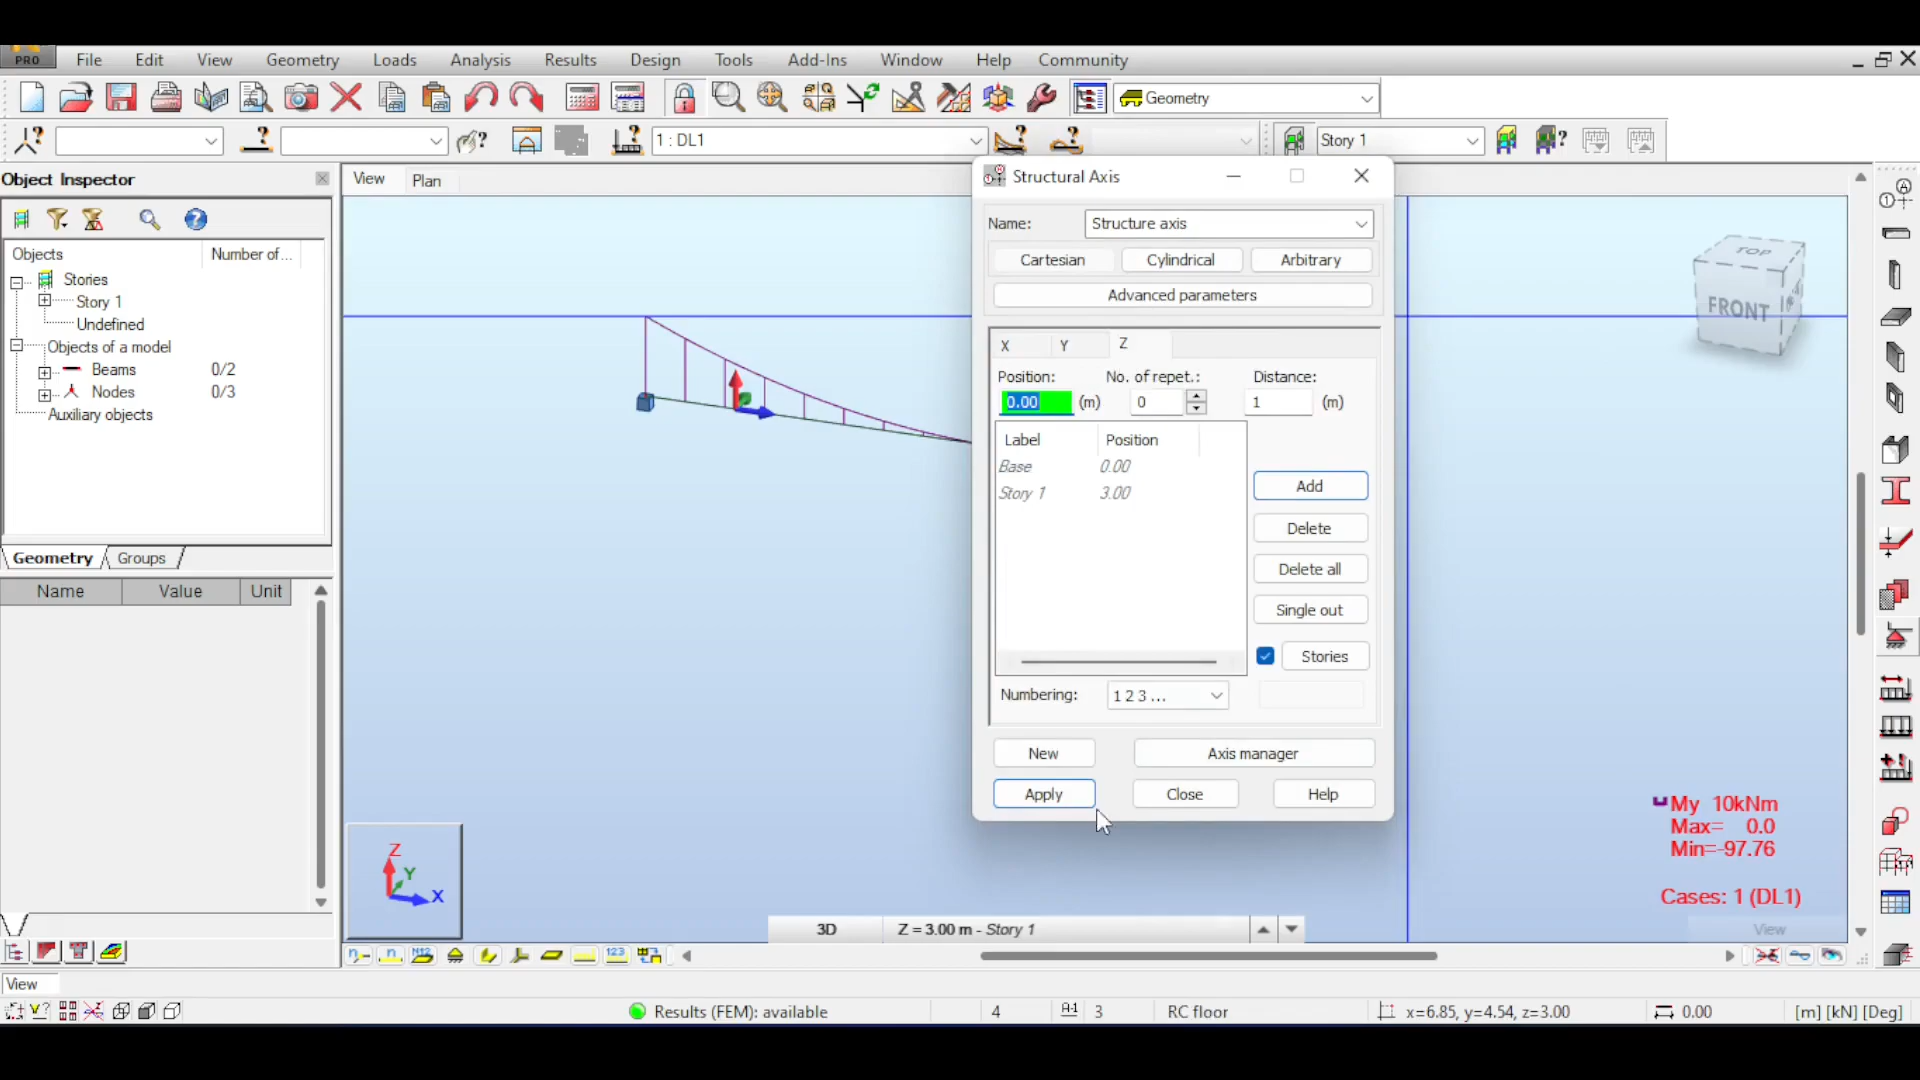 PRO File Edit View Geometry Loads Analysis Results Design Tools Add-Ins Window Help Community
Geometry
1 : DL1 Story 1
Object Inspector
View Plan
Structural Axis
Name: Structure axis
Cartesian Cylindrical Arbitrary
Advanced parameters
Objects Number of...
Stories
Story 1
Undefined
Objects of a model
Beams 0/2
Nodes 0/3
Auxiliary objects
Geometry Groups
Name Value Unit
TOP
FRONT
X Y Z
Position: No. of repet.: Distance:
0.00 (m) 0 1 (m)
Label Position
Base 0.00
Story 1 3.00
Add
Delete
Delete all
Single out
Stories
Numbering: 1 2 3 ...
New Axis manager
Apply Close Help
My 10kNm
Max= 0.0
Min=-97.76
Cases: 1 (DL1)
Z
Y
X
3D Z = 3.00 m - Story 1
View
View
Results (FEM): available 4 3 RC floor x=6.85, y=4.54, z=3.00 0.00 [m] [kN] [Deg]